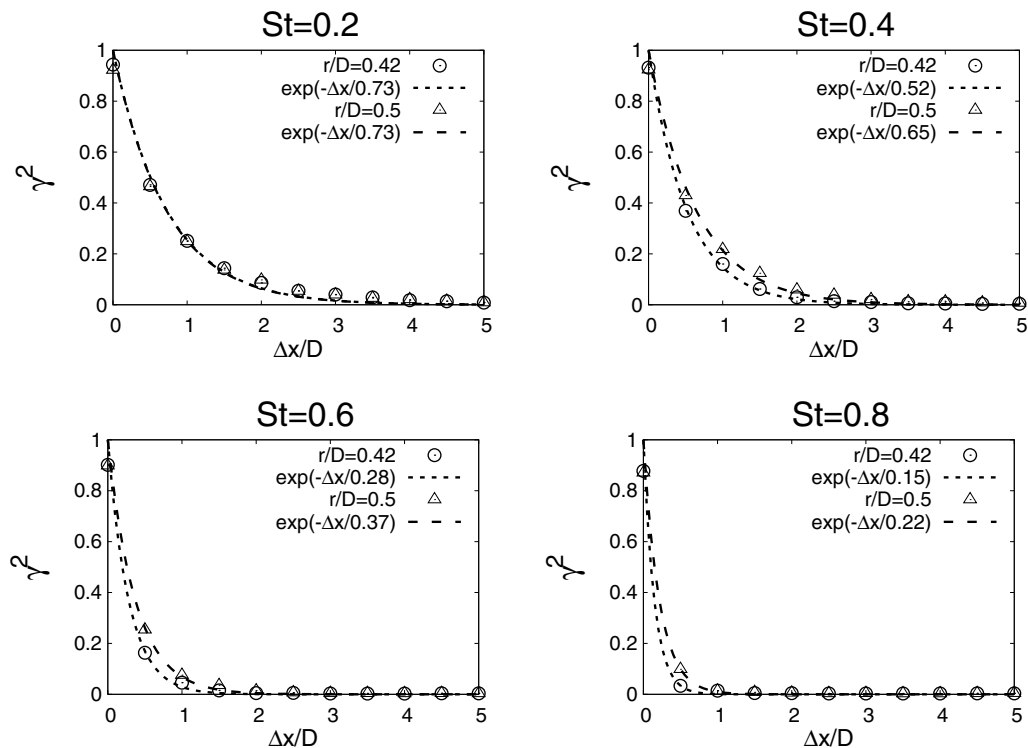 St=0.2
γ²
1
0.8
0.6
0.4
0.2
0
r/D=0.42
exp(-Δx/0.73)
r/D=0.5
exp(-Δx/0.73)
0 1 2 3 4 5
Δx/D
St=0.4
γ²
1
0.8
0.6
0.4
0.2
0
r/D=0.42
exp(-Δx/0.52)
r/D=0.5
exp(-Δx/0.65)
0 1 2 3 4 5
Δx/D
St=0.6
γ²
1
0.8
0.6
0.4
0.2
0
r/D=0.42
exp(-Δx/0.28)
r/D=0.5
exp(-Δx/0.37)
0 1 2 3 4 5
Δx/D
St=0.8
γ²
1
0.8
0.6
0.4
0.2
0
r/D=0.42
exp(-Δx/0.15)
r/D=0.5
exp(-Δx/0.22)
0 1 2 3 4 5
Δx/D